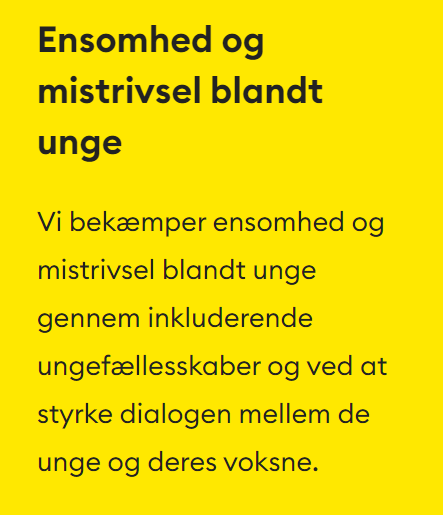 Ensomhed og
mistrivsel blandt
unge
Vi bekæmper ensomhed og
mistrivsel blandt unge
gennem inkluderende
ungefællesskaber og ved at
styrke dialogen mellem de
unge og deres voksne.